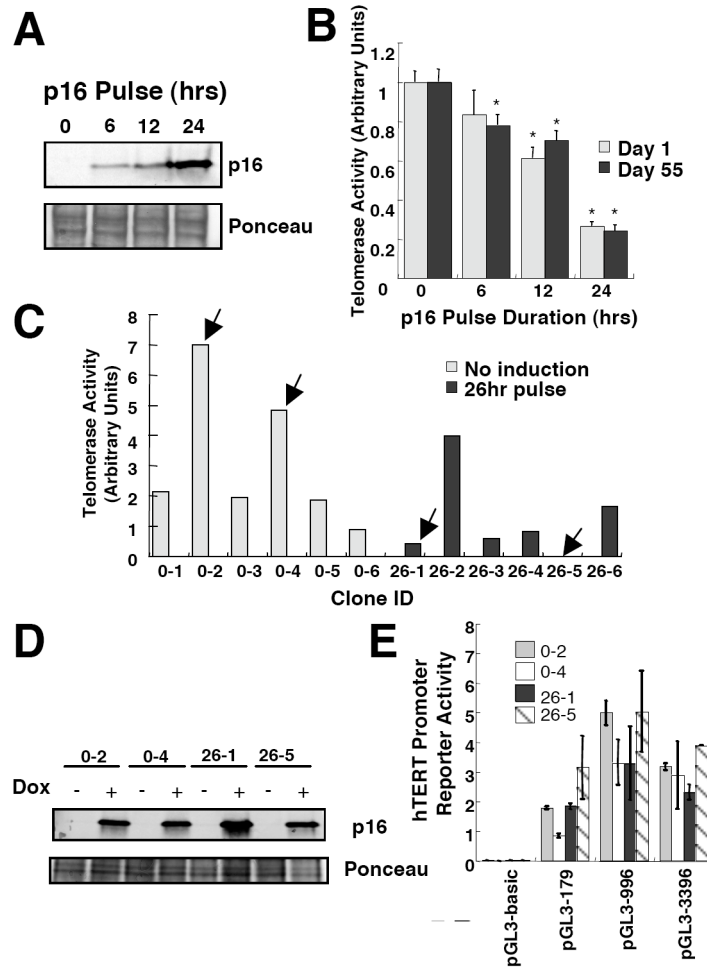 A
p16 Pulse (hrs)
0 6 12 24
p16
Ponceau
B
Telomerase Activity (Arbitrary Units)
1.2
1
0.8
0.6
0.4
0.2
0
* * * * *
Day 1
Day 55
0 6 12 24
p16 Pulse Duration (hrs)
C
Telomerase Activity
(Arbitrary Units)
8
7
6
5
4
3
2
1
0
No induction
26hr pulse
0-1 0-2 0-3 0-4 0-5 0-6 26-1 26-2 26-3 26-4 26-5 26-6
Clone ID
D
0-2 0-4 26-1 26-5
Dox - + - + - + - +
p16
Ponceau
E
hTERT Promoter
Reporter Activity
8
7
6
5
4
3
2
1
0
0-2
0-4
26-1
26-5
pGL3-basic
pGL3-179
pGL3-996
pGL3-3396